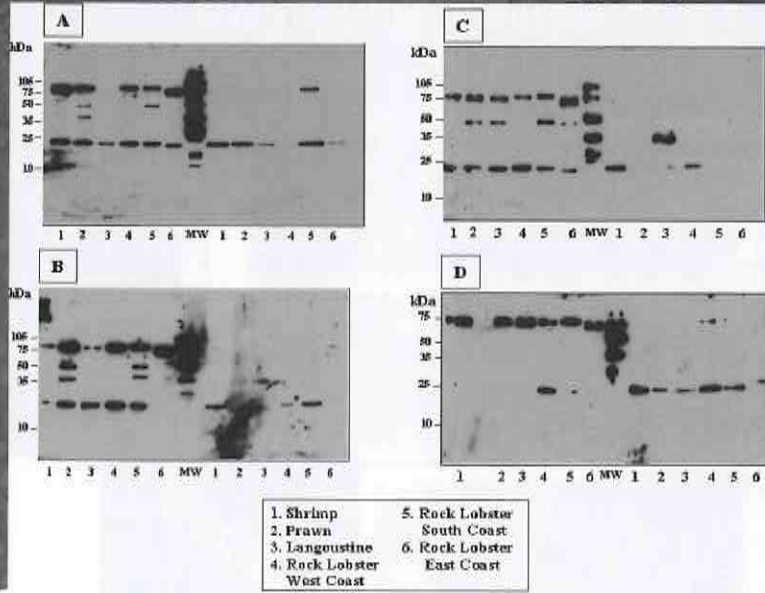 A
kDa
105
75
50
35
25
10
1 2 3 4 5 6 MW 1 2 3 4 5 6
C
kDa
105
75
50
35
25
10
1 2 3 4 5 6 MW 1 2 3 4 5 6
B
kDa
105
75
50
35
10
1 2 3 4 5 6 MW 1 2 3 4 5 6
D
kDa
75
50
35
25
10
1 2 3 4 5 6 MW 1 2 3 4 5 6
1. Shrimp
2. Prawn
3. Langoustine
4. Rock Lobster
West Coast
5. Rock Lobster
South Coast
6. Rock Lobster
East Coast